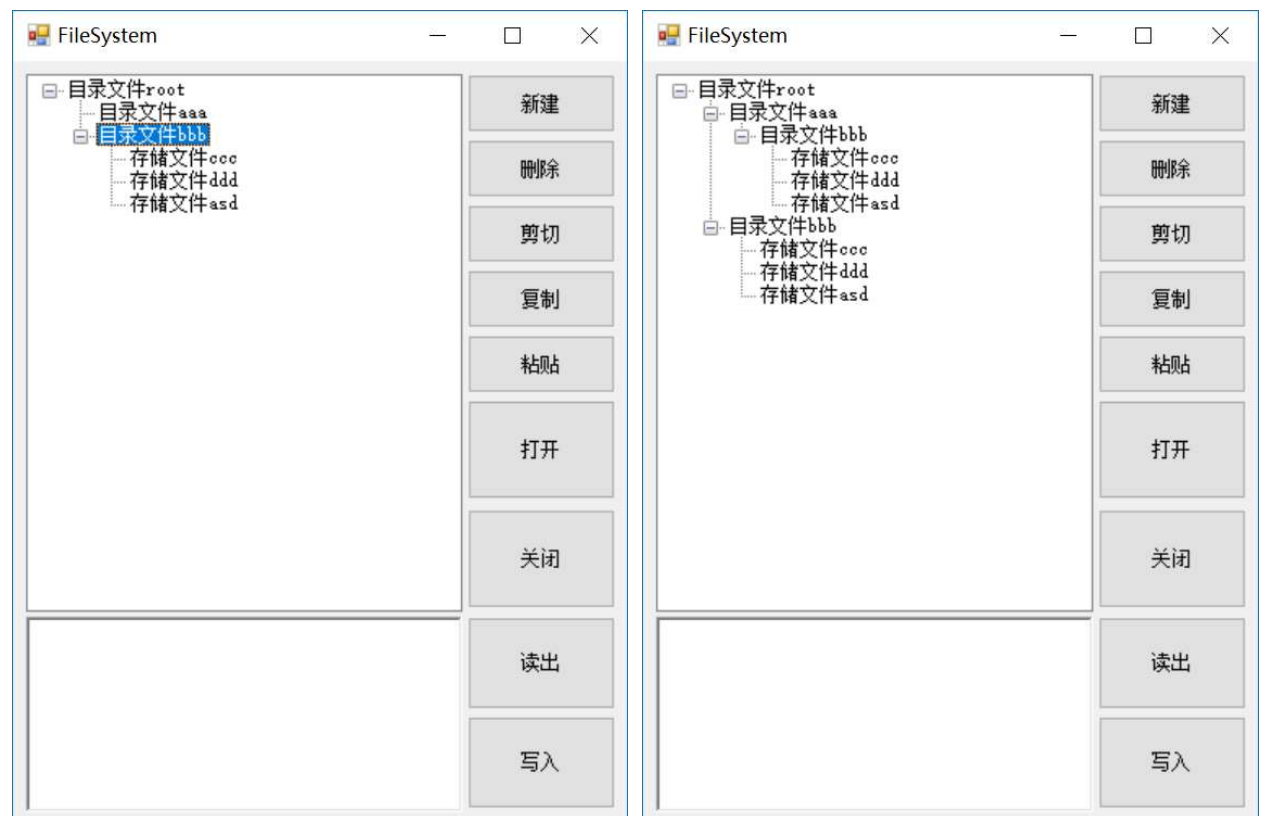 FileSystem
目录文件root
目录文件aaa
目录文件bbb
存储文件ccc
存储文件ddd
存储文件asd
新建
删除
剪切
复制
粘贴
打开
关闭
读出
写入
FileSystem
目录文件root
目录文件aaa
目录文件bbb
存储文件ccc
存储文件ddd
存储文件asd
目录文件bbb
存储文件ccc
存储文件ddd
存储文件asd
新建
删除
剪切
复制
粘贴
打开
关闭
读出
写入